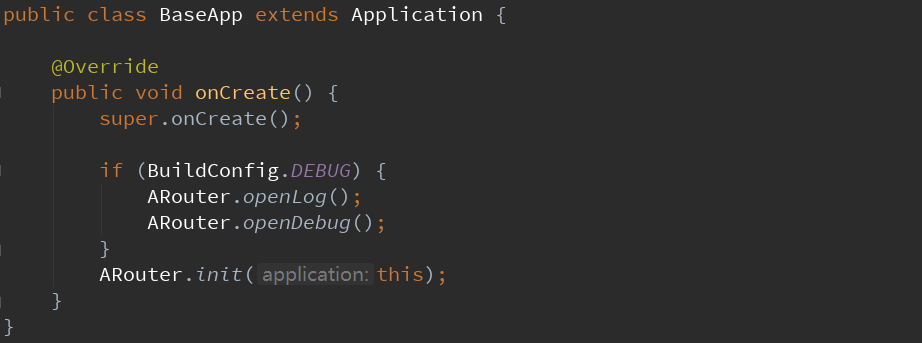 public class BaseApp extends Application {
@Override
public void onCreate() {
super.onCreate();
if (BuildConfig.DEBUG) {
ARouter.openLog();
ARouter.openDebug();
}
ARouter.init( application: this);
}
}